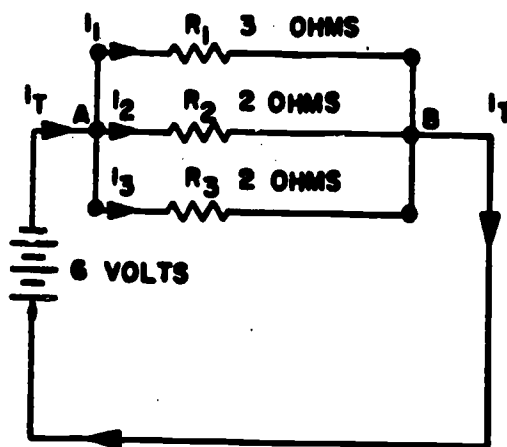 I1 R1 3 OHMS
IT A I2 R2 2 OHMS B IT
I3 R3 2 OHMS
6 VOLTS